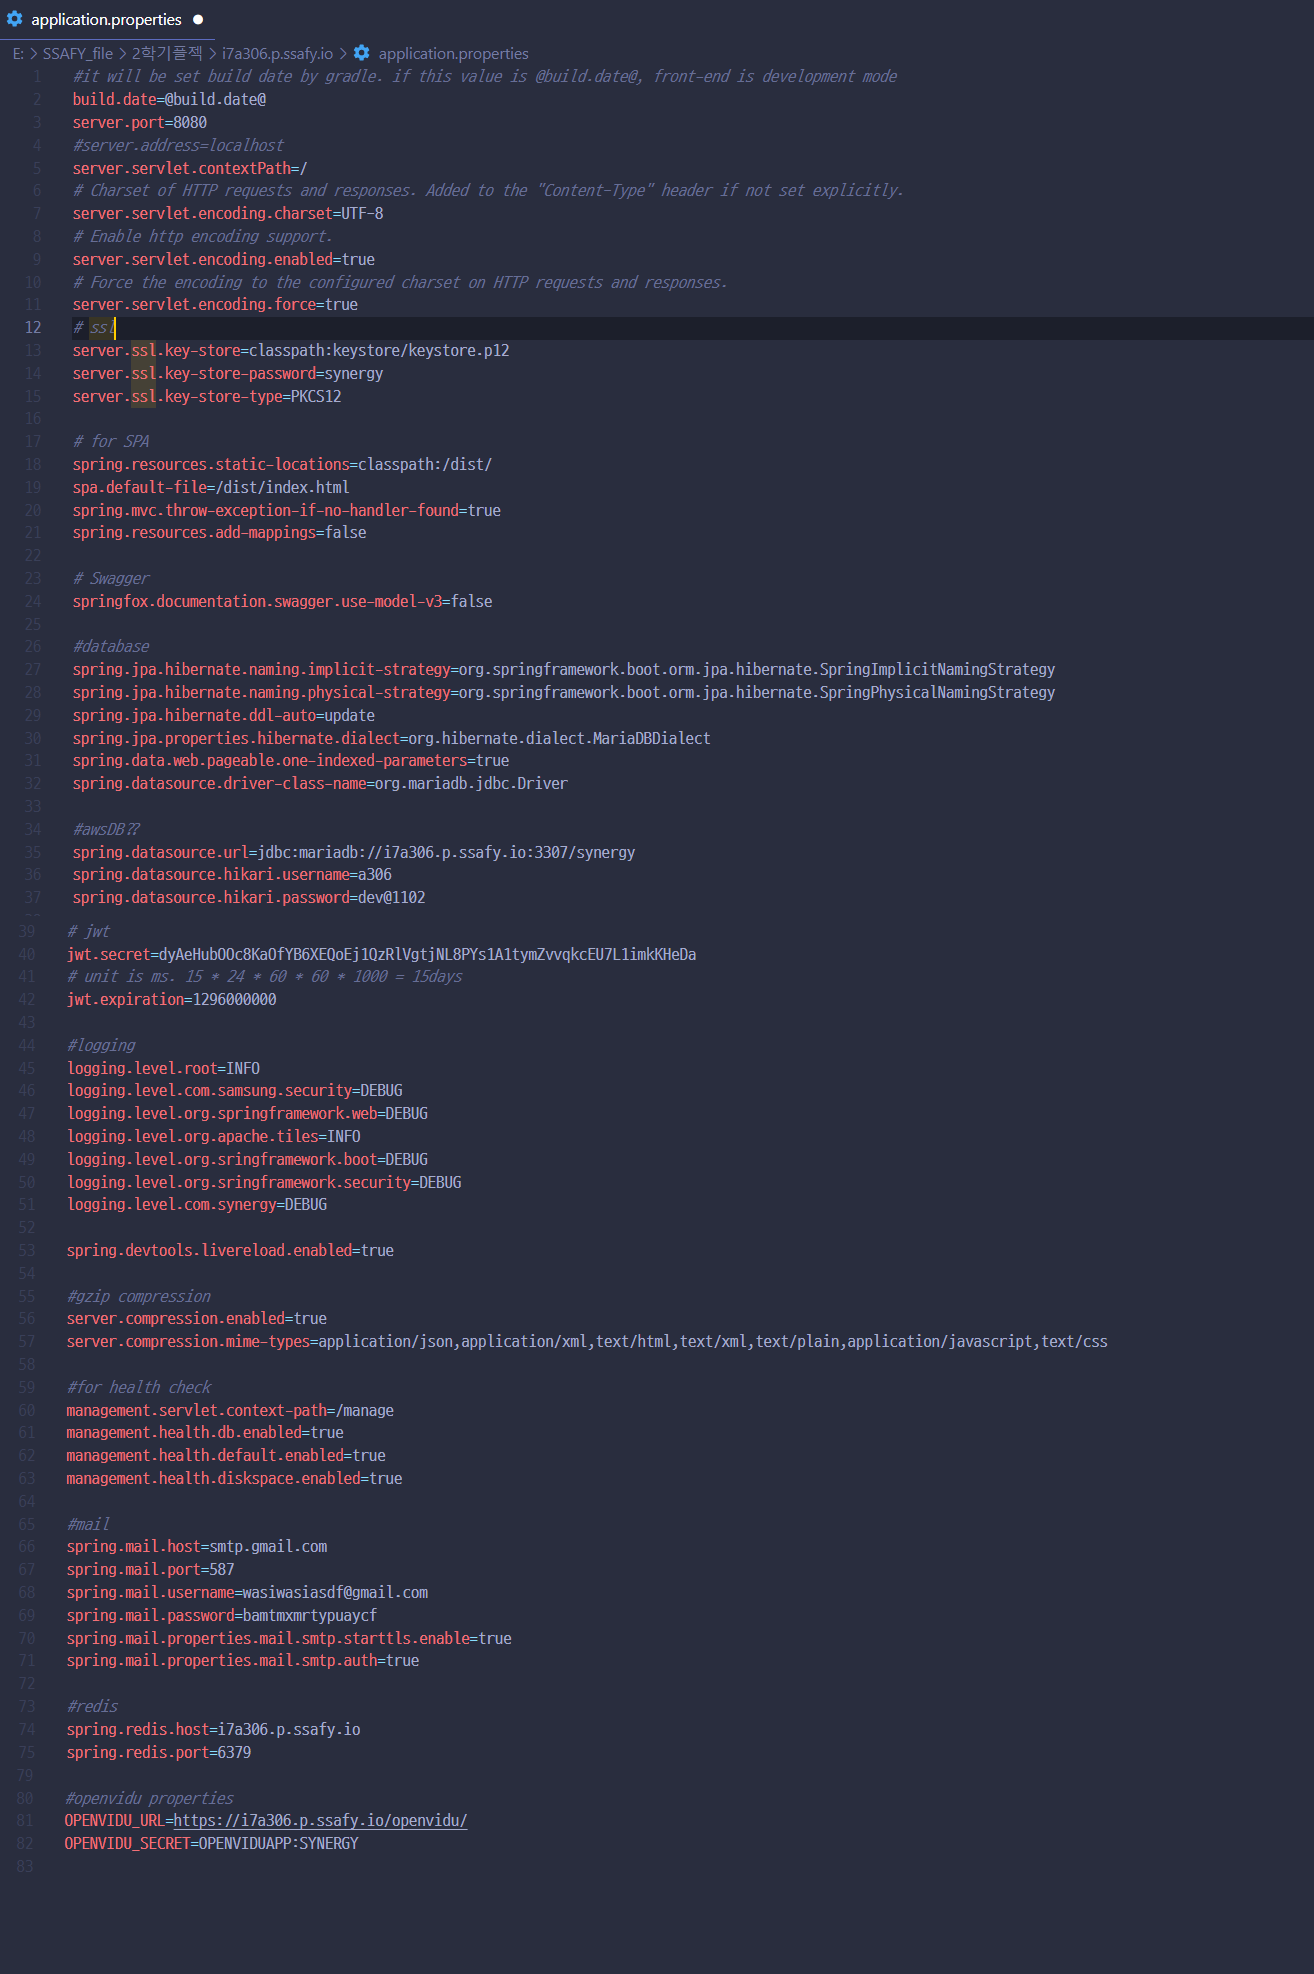 application.properties ●
E: > SSAFY_file > 2학기플젝 > i7a306.p.ssafy.io > application.properties
1 #it will be set build date by gradle. if this value is @build.date@, front-end is development mode
2 build.date=@build.date@
3 server.port=8080
4 #server.address=localhost
5 server.servlet.contextPath=/
6 # Charset of HTTP requests and responses. Added to the "Content-Type" header if not set explicitly.
7 server.servlet.encoding.charset=UTF-8
8 # Enable http encoding support.
9 server.servlet.encoding.enabled=true
10 # Force the encoding to the configured charset on HTTP requests and responses.
11 server.servlet.encoding.force=true
12 # ssl
13 server.ssl.key-store=classpath:keystore/keystore.p12
14 server.ssl.key-store-password=synergy
15 server.ssl.key-store-type=PKCS12
16
17 # for SPA
18 spring.resources.static-locations=classpath:/dist/
19 spa.default-file=/dist/index.html
20 spring.mvc.throw-exception-if-no-handler-found=true
21 spring.resources.add-mappings=false
22
23 # Swagger
24 springfox.documentation.swagger.use-model-v3=false
25
26 #database
27 spring.jpa.hibernate.naming.implicit-strategy=org.springframework.boot.orm.jpa.hibernate.SpringImplicitNamingStrategy
28 spring.jpa.hibernate.naming.physical-strategy=org.springframework.boot.orm.jpa.hibernate.SpringPhysicalNamingStrategy
29 spring.jpa.hibernate.ddl-auto=update
30 spring.jpa.properties.hibernate.dialect=org.hibernate.dialect.MariaDBDialect
31 spring.data.web.pageable.one-indexed-parameters=true
32 spring.datasource.driver-class-name=org.mariadb.jdbc.Driver
33
34 #awsDB??
35 spring.datasource.url=jdbc:mariadb://i7a306.p.ssafy.io:3307/synergy
36 spring.datasource.hikari.username=a306
37 spring.datasource.hikari.password=dev@1102
39 # jwt
40 jwt.secret=dyAeHubOOc8KaOfYB6XEQoEj1QzRlVgtjNL8PYs1A1tymZvvqkcEU7L1imkKHeDa
41 # unit is ms. 15 * 24 * 60 * 60 * 1000 = 15days
42 jwt.expiration=1296000000
43
44 #logging
45 logging.level.root=INFO
46 logging.level.com.samsung.security=DEBUG
47 logging.level.org.springframework.web=DEBUG
48 logging.level.org.apache.tiles=INFO
49 logging.level.org.sringframework.boot=DEBUG
50 logging.level.org.sringframework.security=DEBUG
51 logging.level.com.synergy=DEBUG
52
53 spring.devtools.livereload.enabled=true
54
55 #gzip compression
56 server.compression.enabled=true
57 server.compression.mime-types=application/json,application/xml,text/html,text/xml,text/plain,application/javascript,text/css
58
59 #for health check
60 management.servlet.context-path=/manage
61 management.health.db.enabled=true
62 management.health.default.enabled=true
63 management.health.diskspace.enabled=true
64
65 #mail
66 spring.mail.host=smtp.gmail.com
67 spring.mail.port=587
68 spring.mail.username=wasiwasiasdf@gmail.com
69 spring.mail.password=bamtmxmrtypuaycf
70 spring.mail.properties.mail.smtp.starttls.enable=true
71 spring.mail.properties.mail.smtp.auth=true
72
73 #redis
74 spring.redis.host=i7a306.p.ssafy.io
75 spring.redis.port=6379
79
80 #openvidu properties
81 OPENVIDU_URL=https://i7a306.p.ssafy.io/openvidu/
82 OPENVIDU_SECRET=OPENVIDUAPP:SYNERGY
83